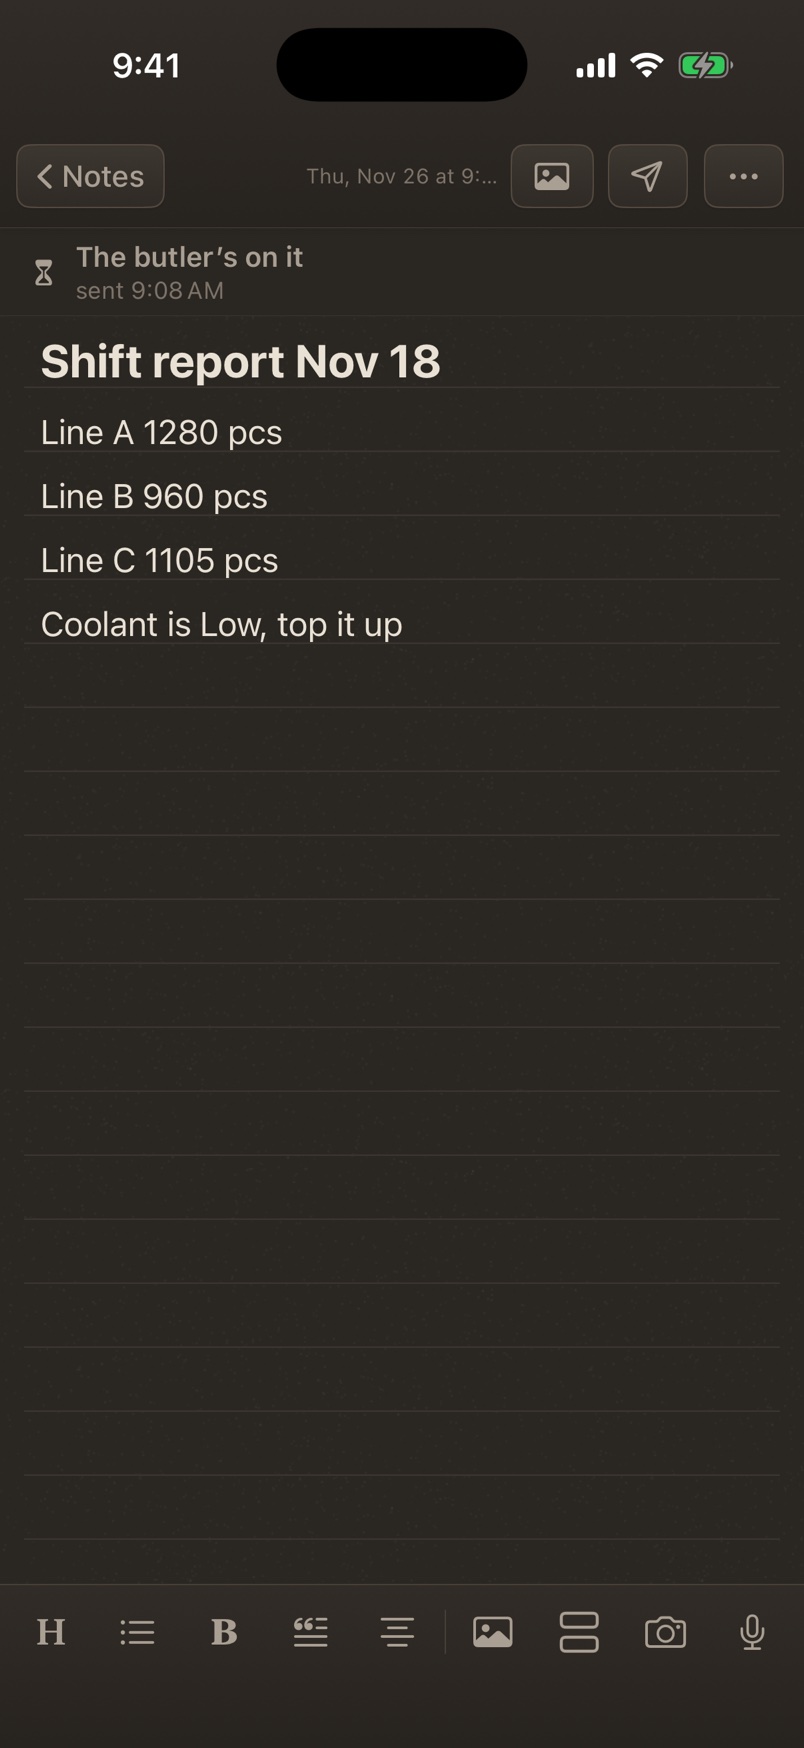 9:41
Notes
Thu, Nov 26 at 9:...
The butler's on it
sent 9:08 AM
Shift report Nov 18
Line A 1280 pcs
Line B 960 pcs
Line C 1105 pcs
Coolant is Low, top it up
H
B